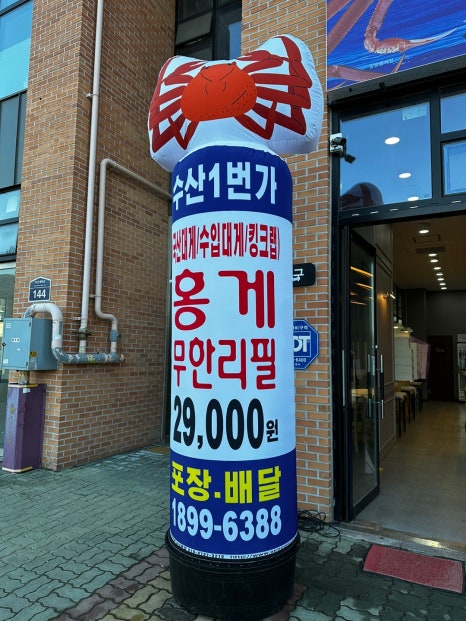 수산1번가
국산대게/수입대게/킹크랩
홍게
무한리필
29,000원
포장·배달
1899-6388
144
구